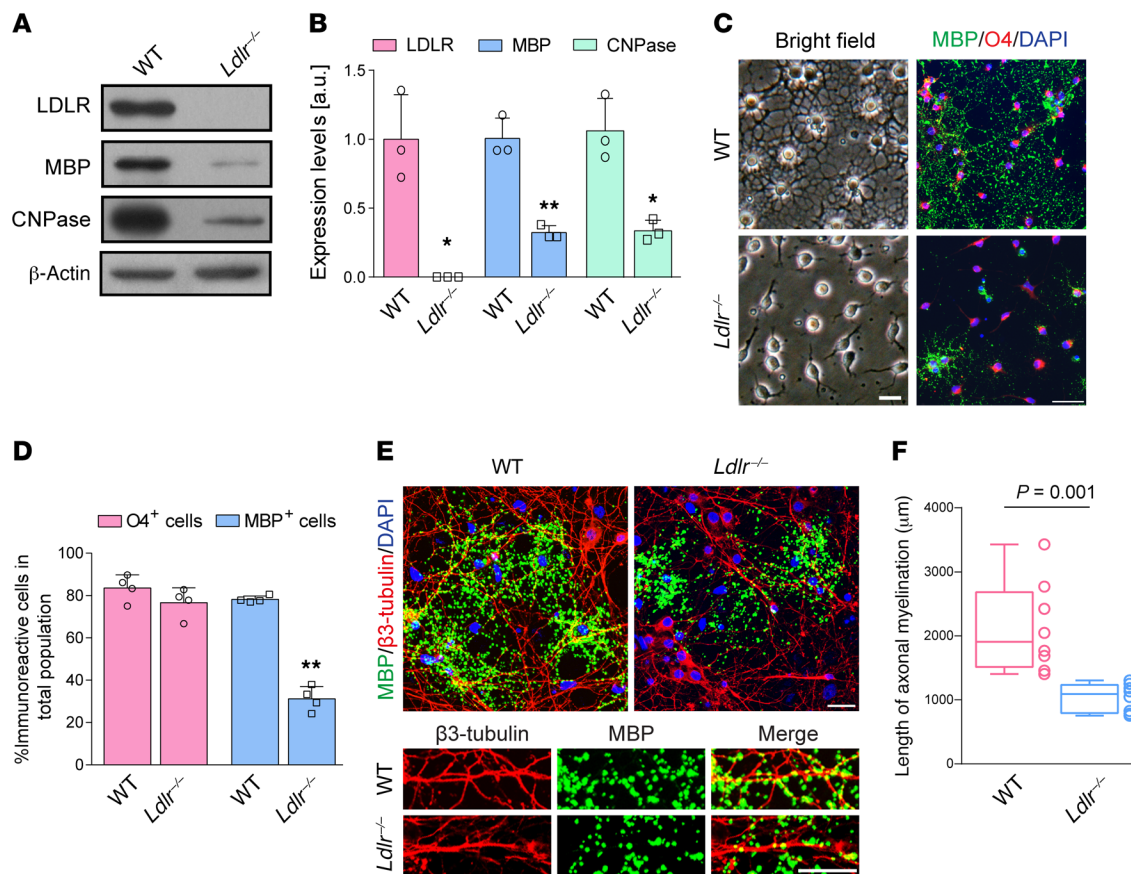 A
WT
Ldlr–/–
LDLR
MBP
CNPase
β-Actin
B
LDLR
MBP
CNPase
Expression levels [a.u.]
1.5
1.0
0.5
0.0
*
**
*
WT
Ldlr–/–
WT
Ldlr–/–
WT
Ldlr–/–
C
Bright field
MBP/O4/DAPI
WT
Ldlr–/–
D
O4+ cells
MBP+ cells
%Immunoreactive cells in
total population
100
80
60
40
20
0
**
WT
Ldlr–/–
WT
Ldlr–/–
E
WT
Ldlr–/–
MBP/β3-tubulin/DAPI
β3-tubulin
MBP
Merge
WT
Ldlr–/–
F
P = 0.001
Length of axonal myelination (μm)
4000
3000
2000
1000
0
WT
Ldlr–/–